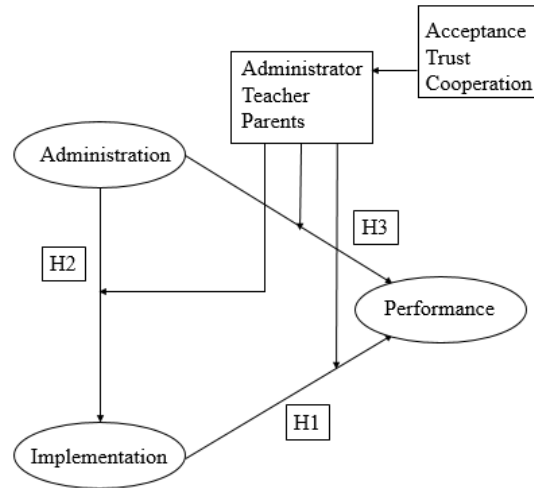 Acceptance
Trust
Cooperation
Administrator
Teacher
Parents
Administration
H3
H2
Performance
H1
Implementation